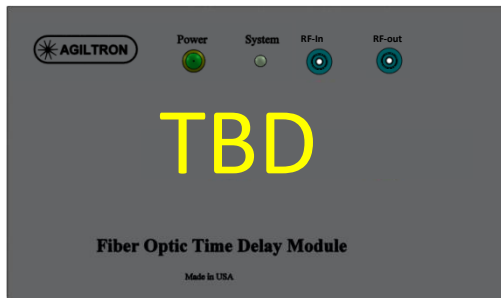 AGILTRON
Power System RF-In RF-out
TBD
Fiber Optic Time Delay Module
Made in USA